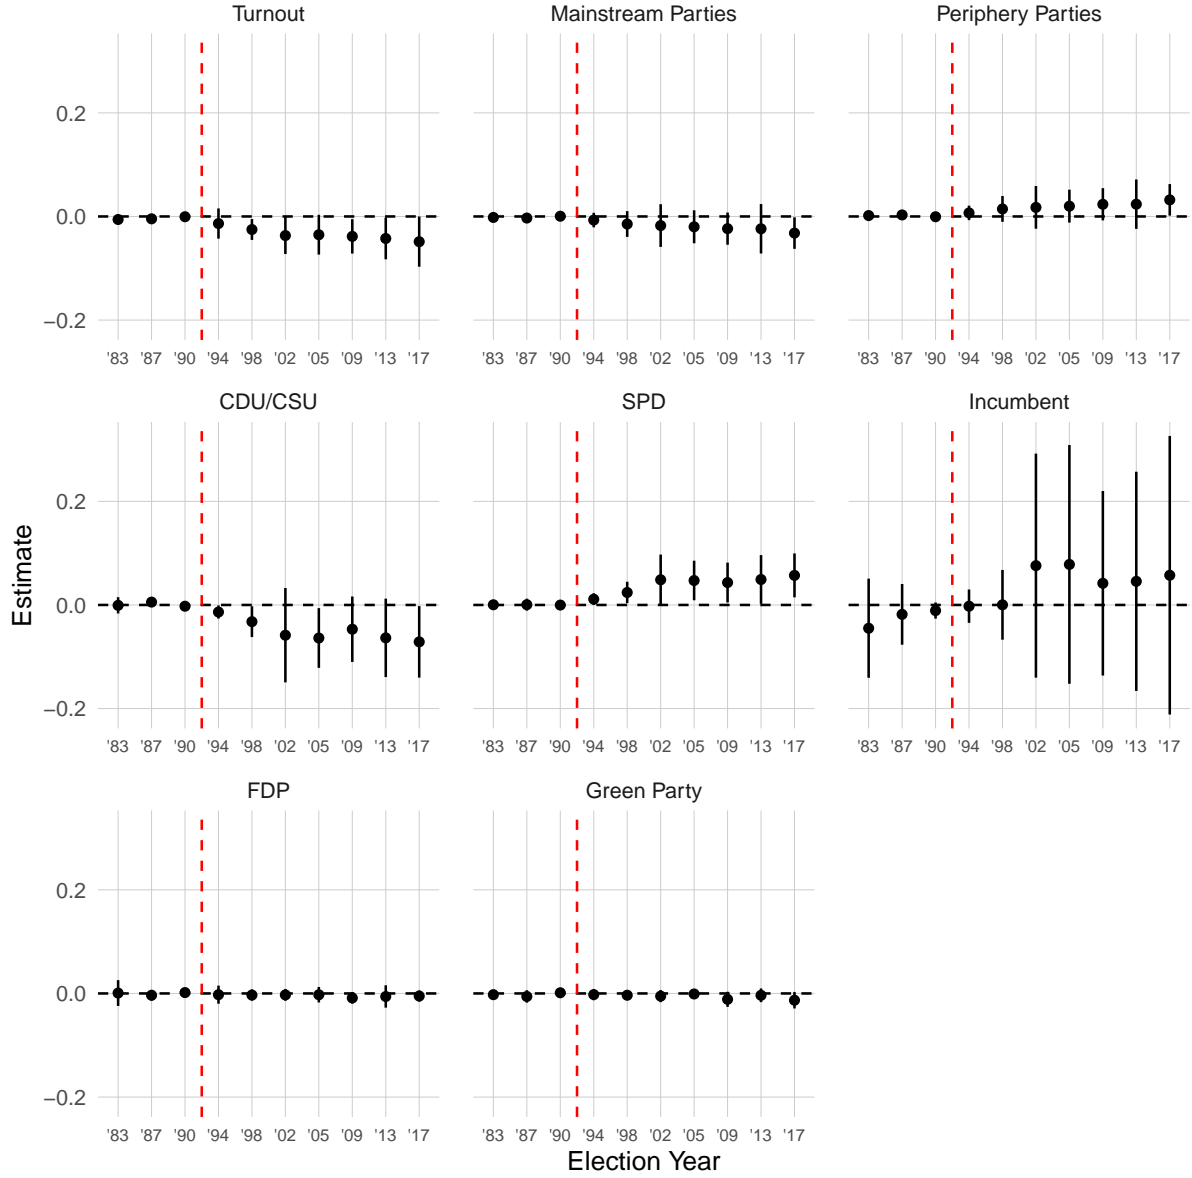 Turnout Mainstream Parties Periphery Parties
0.2
0.0
−0.2
'83 '87 '90 '94 '98 '02 '05 '09 '13 '17 '83 '87 '90 '94 '98 '02 '05 '09 '13 '17 '83 '87 '90 '94 '98 '02 '05 '09 '13 '17
CDU/CSU SPD Incumbent
0.2
0.0
−0.2
'83 '87 '90 '94 '98 '02 '05 '09 '13 '17 '83 '87 '90 '94 '98 '02 '05 '09 '13 '17 '83 '87 '90 '94 '98 '02 '05 '09 '13 '17
Estimate
FDP Green Party
0.2
0.0
−0.2
'83 '87 '90 '94 '98 '02 '05 '09 '13 '17 '83 '87 '90 '94 '98 '02 '05 '09 '13 '17
Election Year